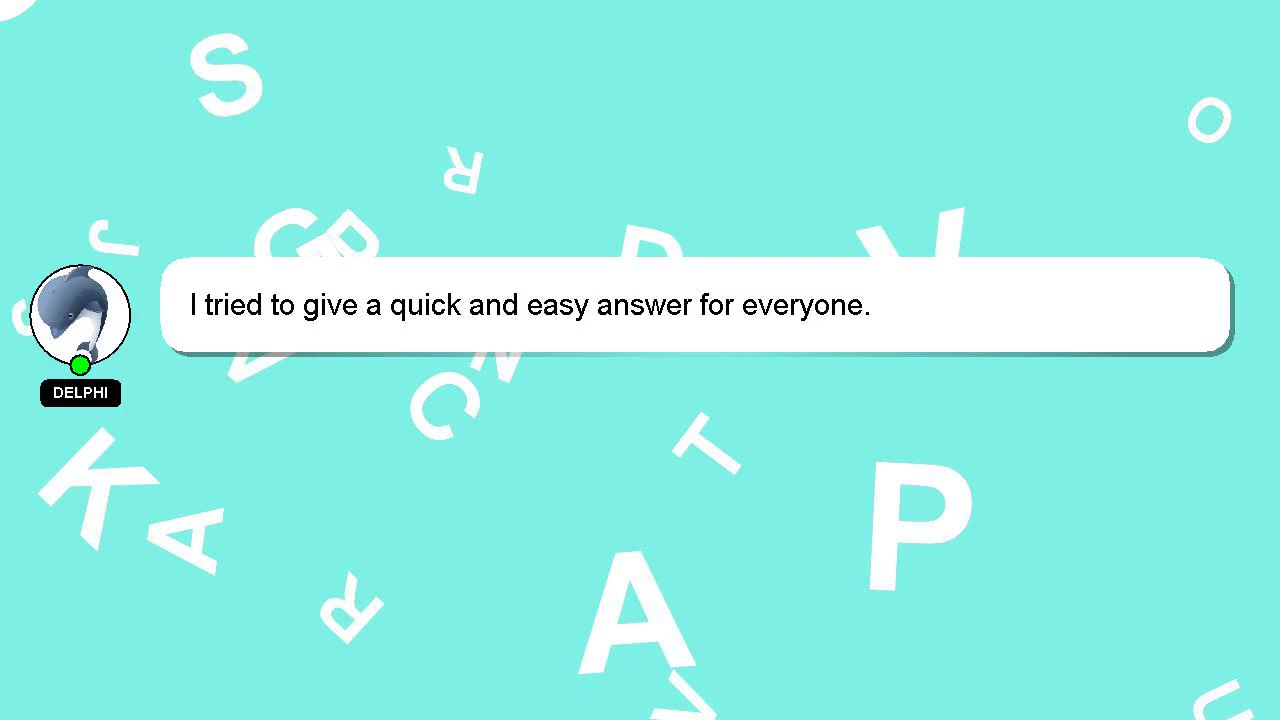 S
O
R
J
C
B
D
V
I tried to give a quick and easy answer for everyone.
DELPHI
C
N
T
K
A
P
R
A
V
U